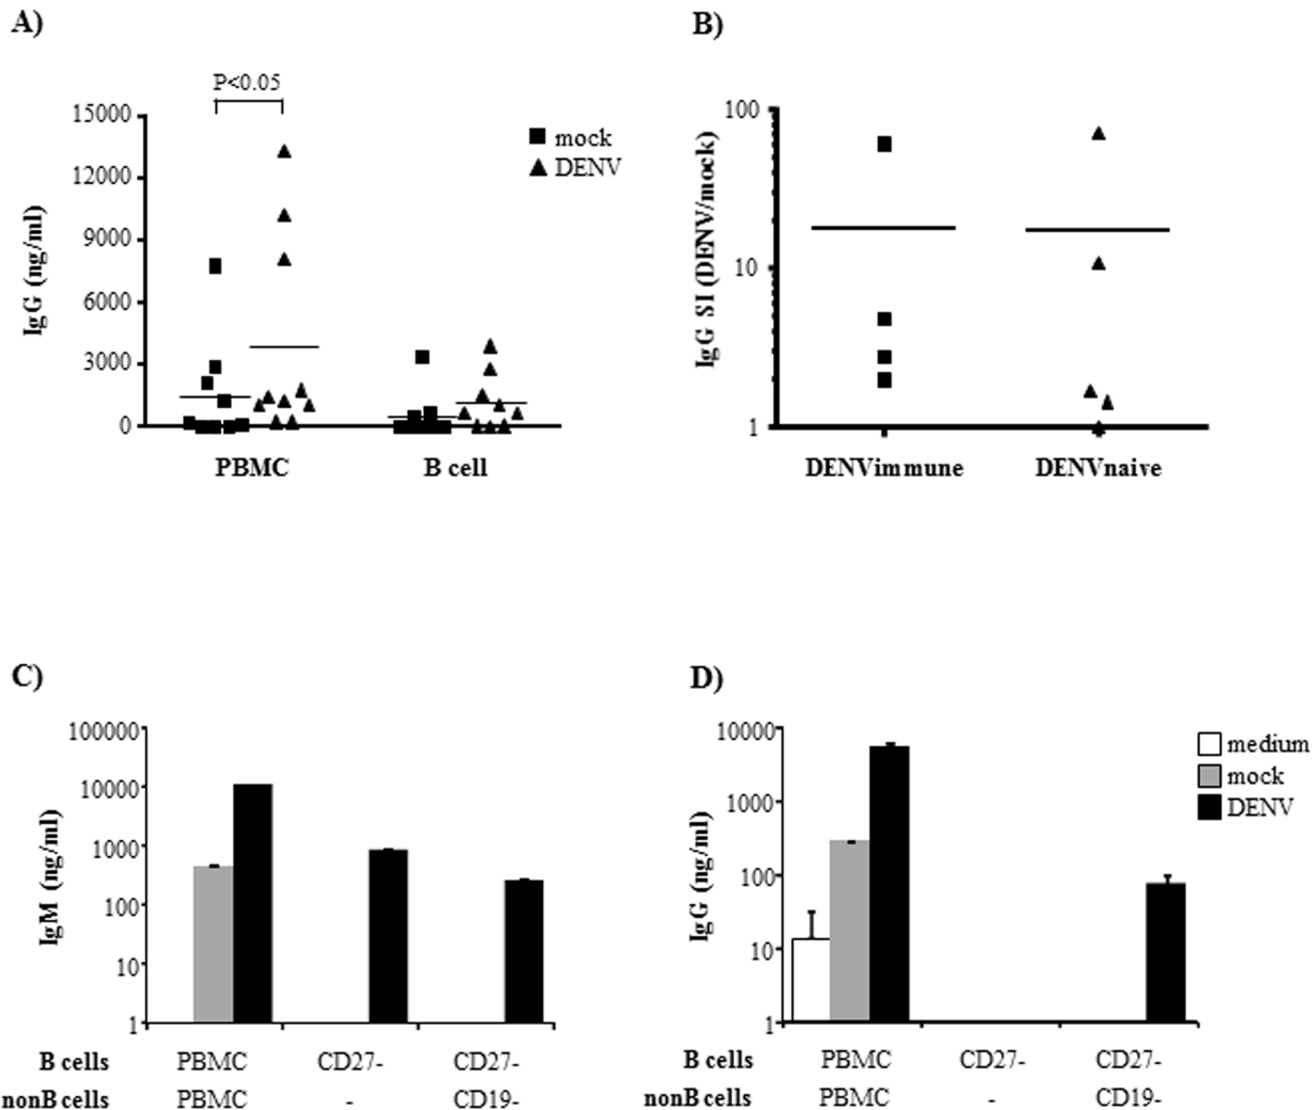 A)
P<0.05
15000
12000
9000
6000
3000
0
IgG (ng/ml)
mock
DENV
PBMC
B cell
B)
100
10
1
IgG SI (DENV/mock)
DENVimmune
DENVnaive
C)
100000
10000
1000
100
10
1
IgM (ng/ml)
B cells PBMC CD27- CD27-
nonB cells PBMC - CD19-
D)
10000
1000
100
10
1
IgG (ng/ml)
medium
mock
DENV
B cells PBMC CD27- CD27-
nonB cells PBMC - CD19-